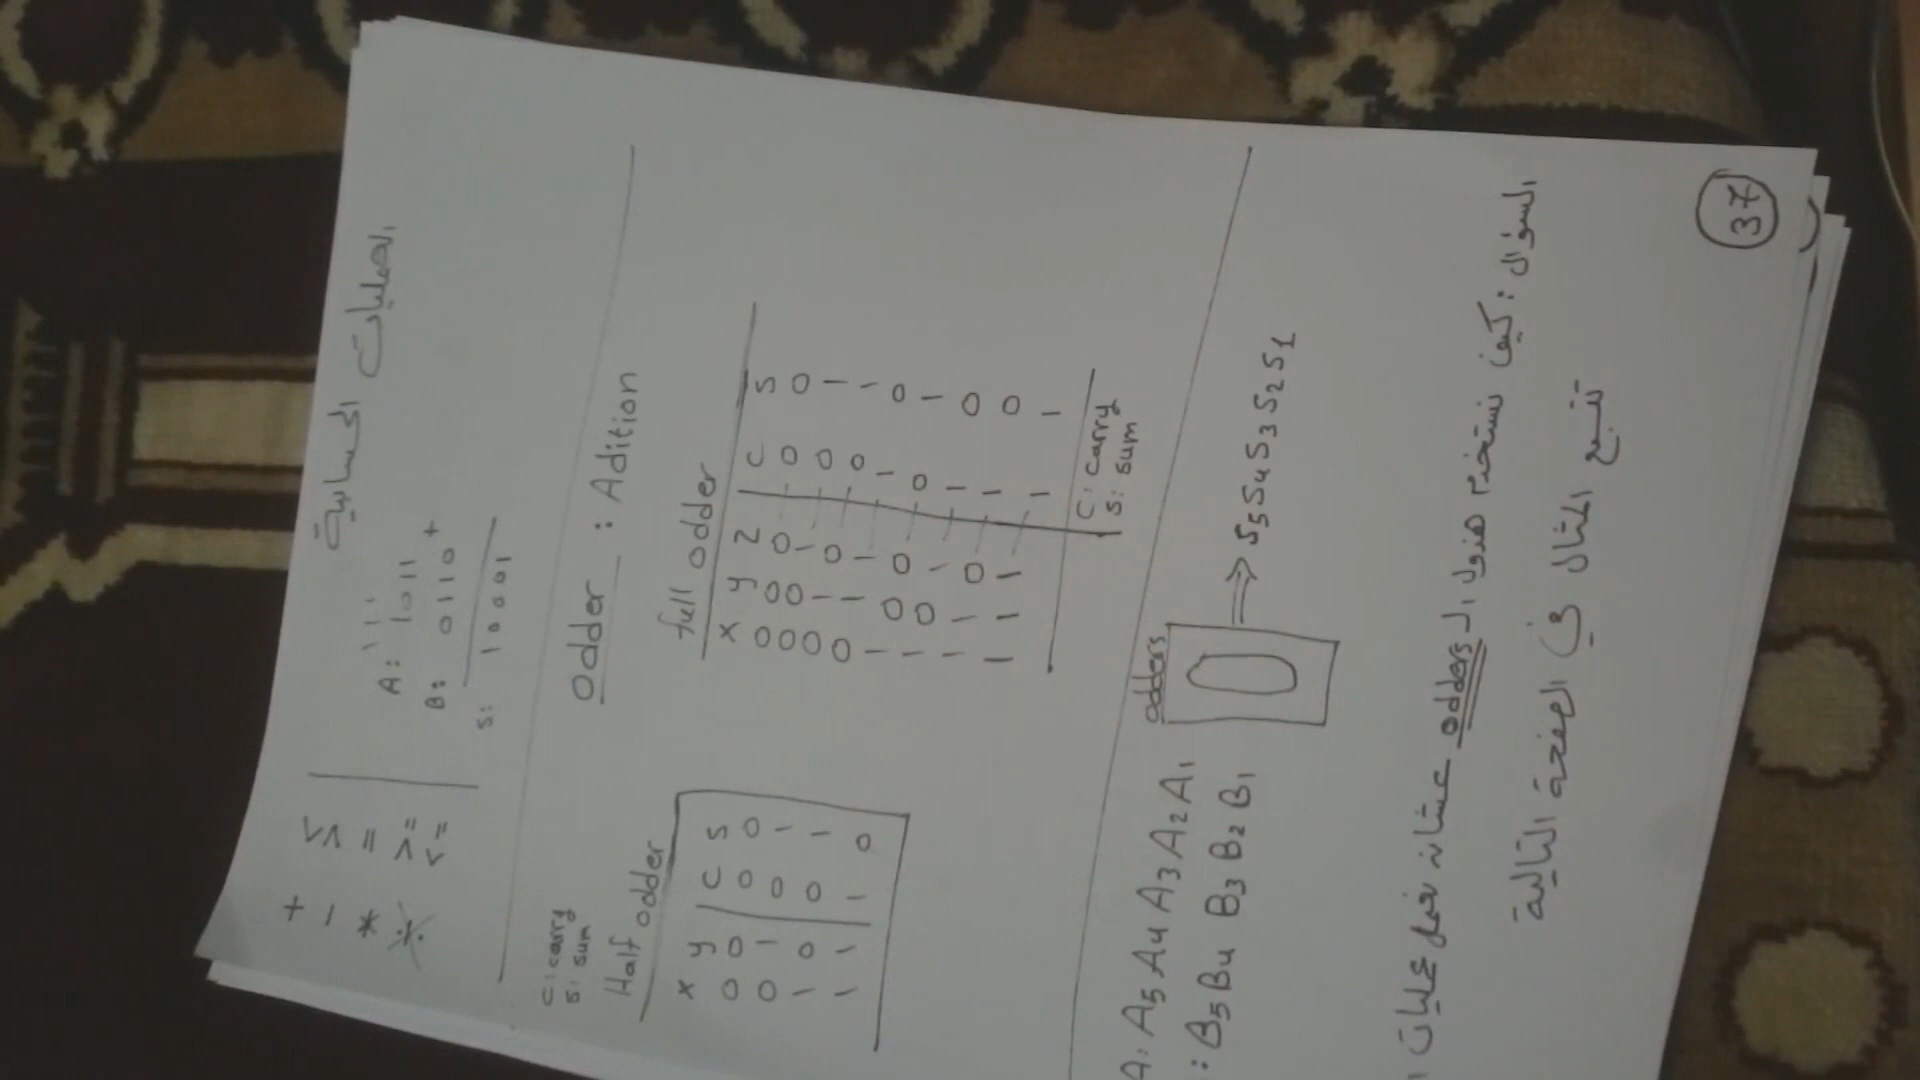 العمليات الحسابية
+ < >
- =
* >=
÷ <=
111
A: 1011
B: 0110 +
S: 10001
odder : Adition
C: carry
S: sum
Half odder
x y C S
0 0 0 0
0 1 0 1
1 0 0 1
1 1 1 0
full odder
x y z C S
0 0 0 0 0
0 0 1 0 1
0 1 0 0 1
0 1 1 1 0
1 0 0 0 1
1 0 1 1 0
1 1 0 1 0
1 1 1 1 1
C: carry
S: sum
odders
A: A5 A4 A3 A2 A1
: B5 B4 B3 B2 B1
⇒ S5 S4 S3 S2 S1
السؤال : كيف نستخدم هذول ال odders عشان نعمل عمليات
تتبع المثال في الصفحة التالية
37